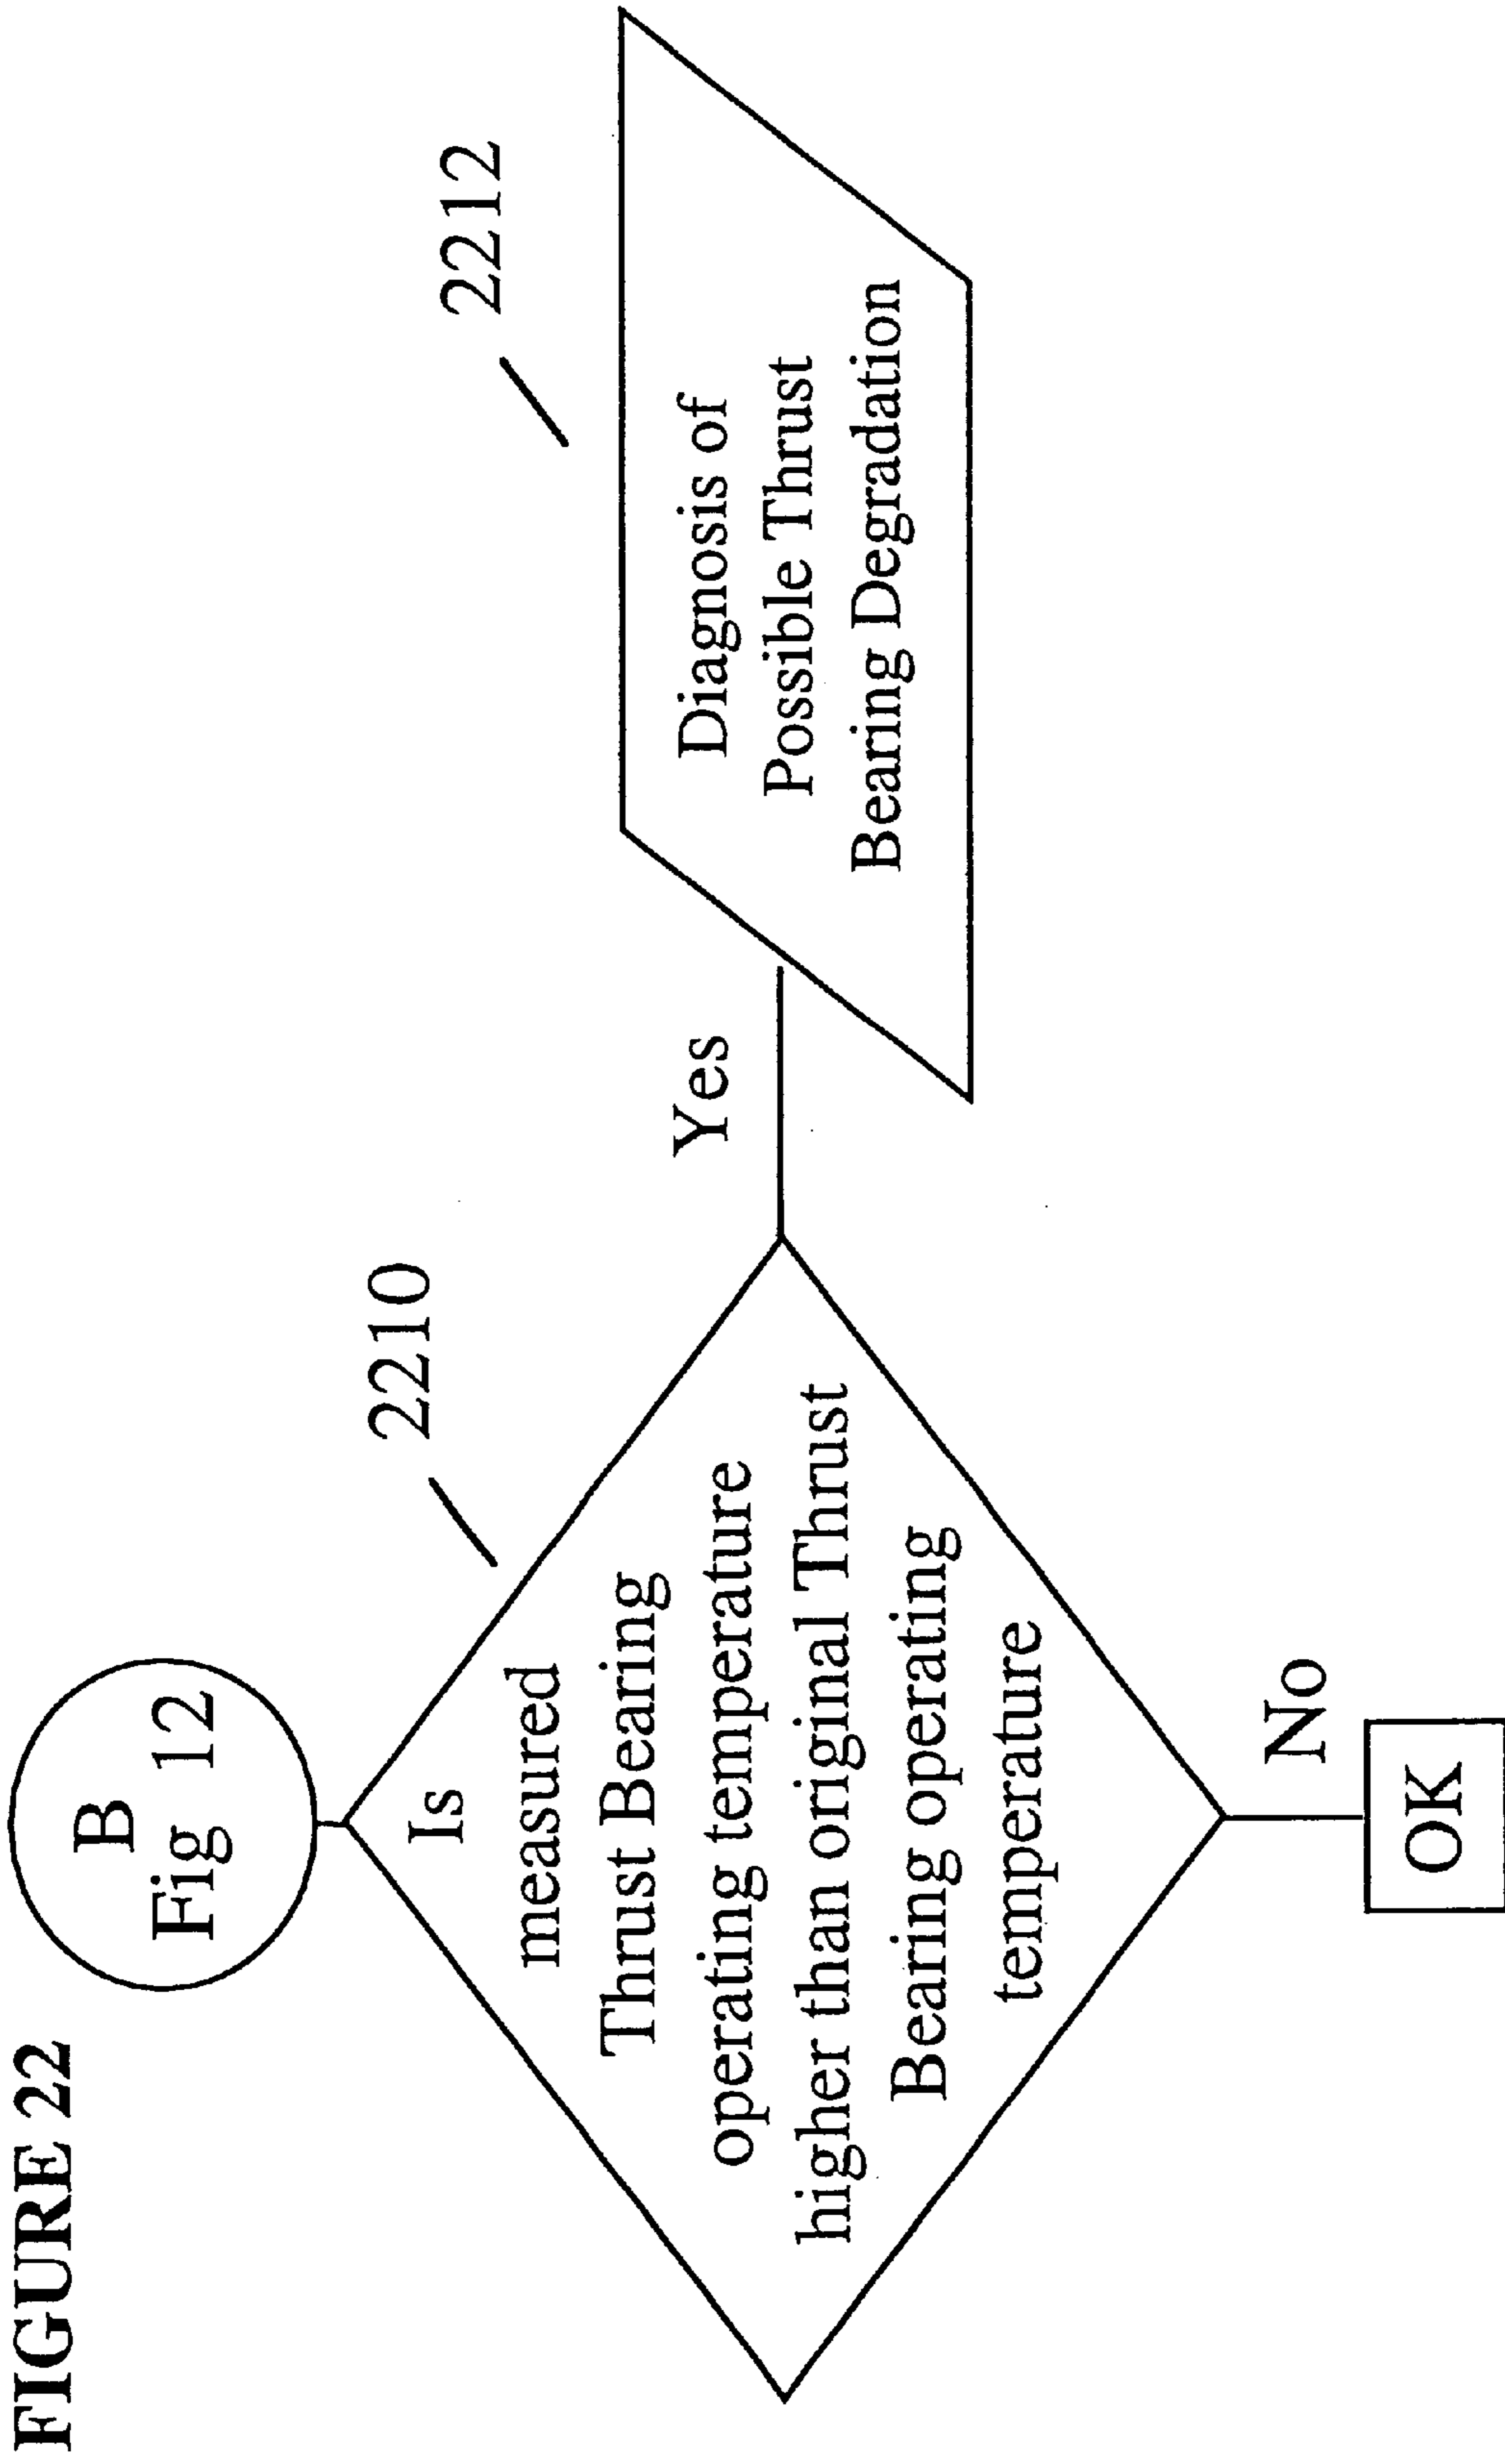 FIGURE 22
B
Fig 12
2210
Is
measured
Thrust Bearing
operating temperature
higher than original Thrust
Bearing operating
temperature
Yes
2212
Diagnosis of
Possible Thrust
Bearing Degradation
No
OK